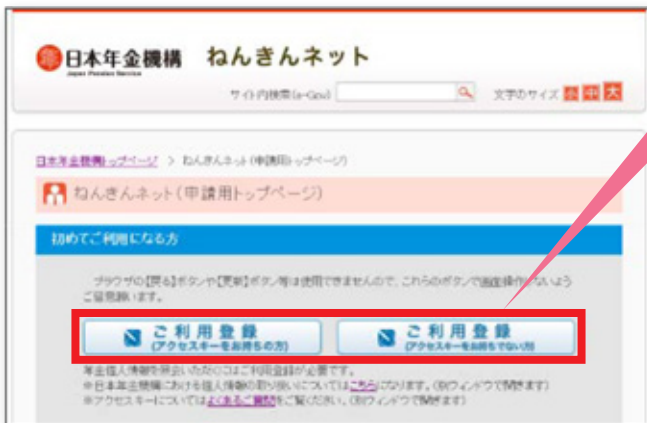 日本年金機構 ねんきんネット
Japan Pension Service
サイト内検索(e-Gov) 文字のサイズ 小 中 大
日本年金機構トップページ > ねんきんネット(申請用トップページ)
ねんきんネット(申請用トップページ)
初めてご利用になる方
ブラウザの【戻る】ボタンや【更新】ボタン等は使用できませんので、これらのボタンで画面操作 ないよう
ご留意願います。
ご利用登録 ご利用登録
(アクセスキーをお持ちの方) (アクセスキーをお持ちでない方)
年金個人情報を照会いただくにはご利用登録が必要です。
※日本年金機構における個人情報の取り扱いについてはこちらになります。(別ウィンドウで開きます)
※アクセスキーについてはよくあるご質問をご覧ください。(別ウィンドウで開きます)